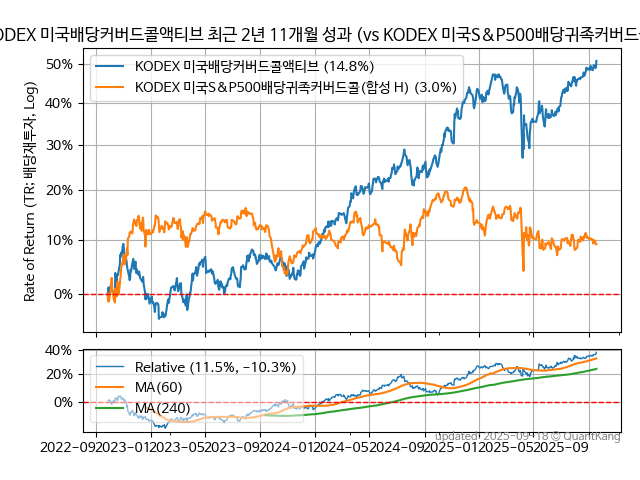 ODEX 미국배당커버드콜액티브 최근 2년 11개월 성과 (vs KODEX 미국S&P500배당귀족커버드
50%
40%
30%
20%
10%
0%
Rate of Return (TR: 배당재투자, Log)
KODEX 미국배당커버드콜액티브 (14.8%)
KODEX 미국S&P500배당귀족커버드콜(합성 H) (3.0%)
40%
20%
0%
Relative (11.5%, −10.3%)
MA(60)
MA(240)
2022−09 2023−01 2023−05 2023−09 2024−01 2024−05 2024−09 2025−01 2025−05 2025−09
updated: 2025-09-18 © QuantKang